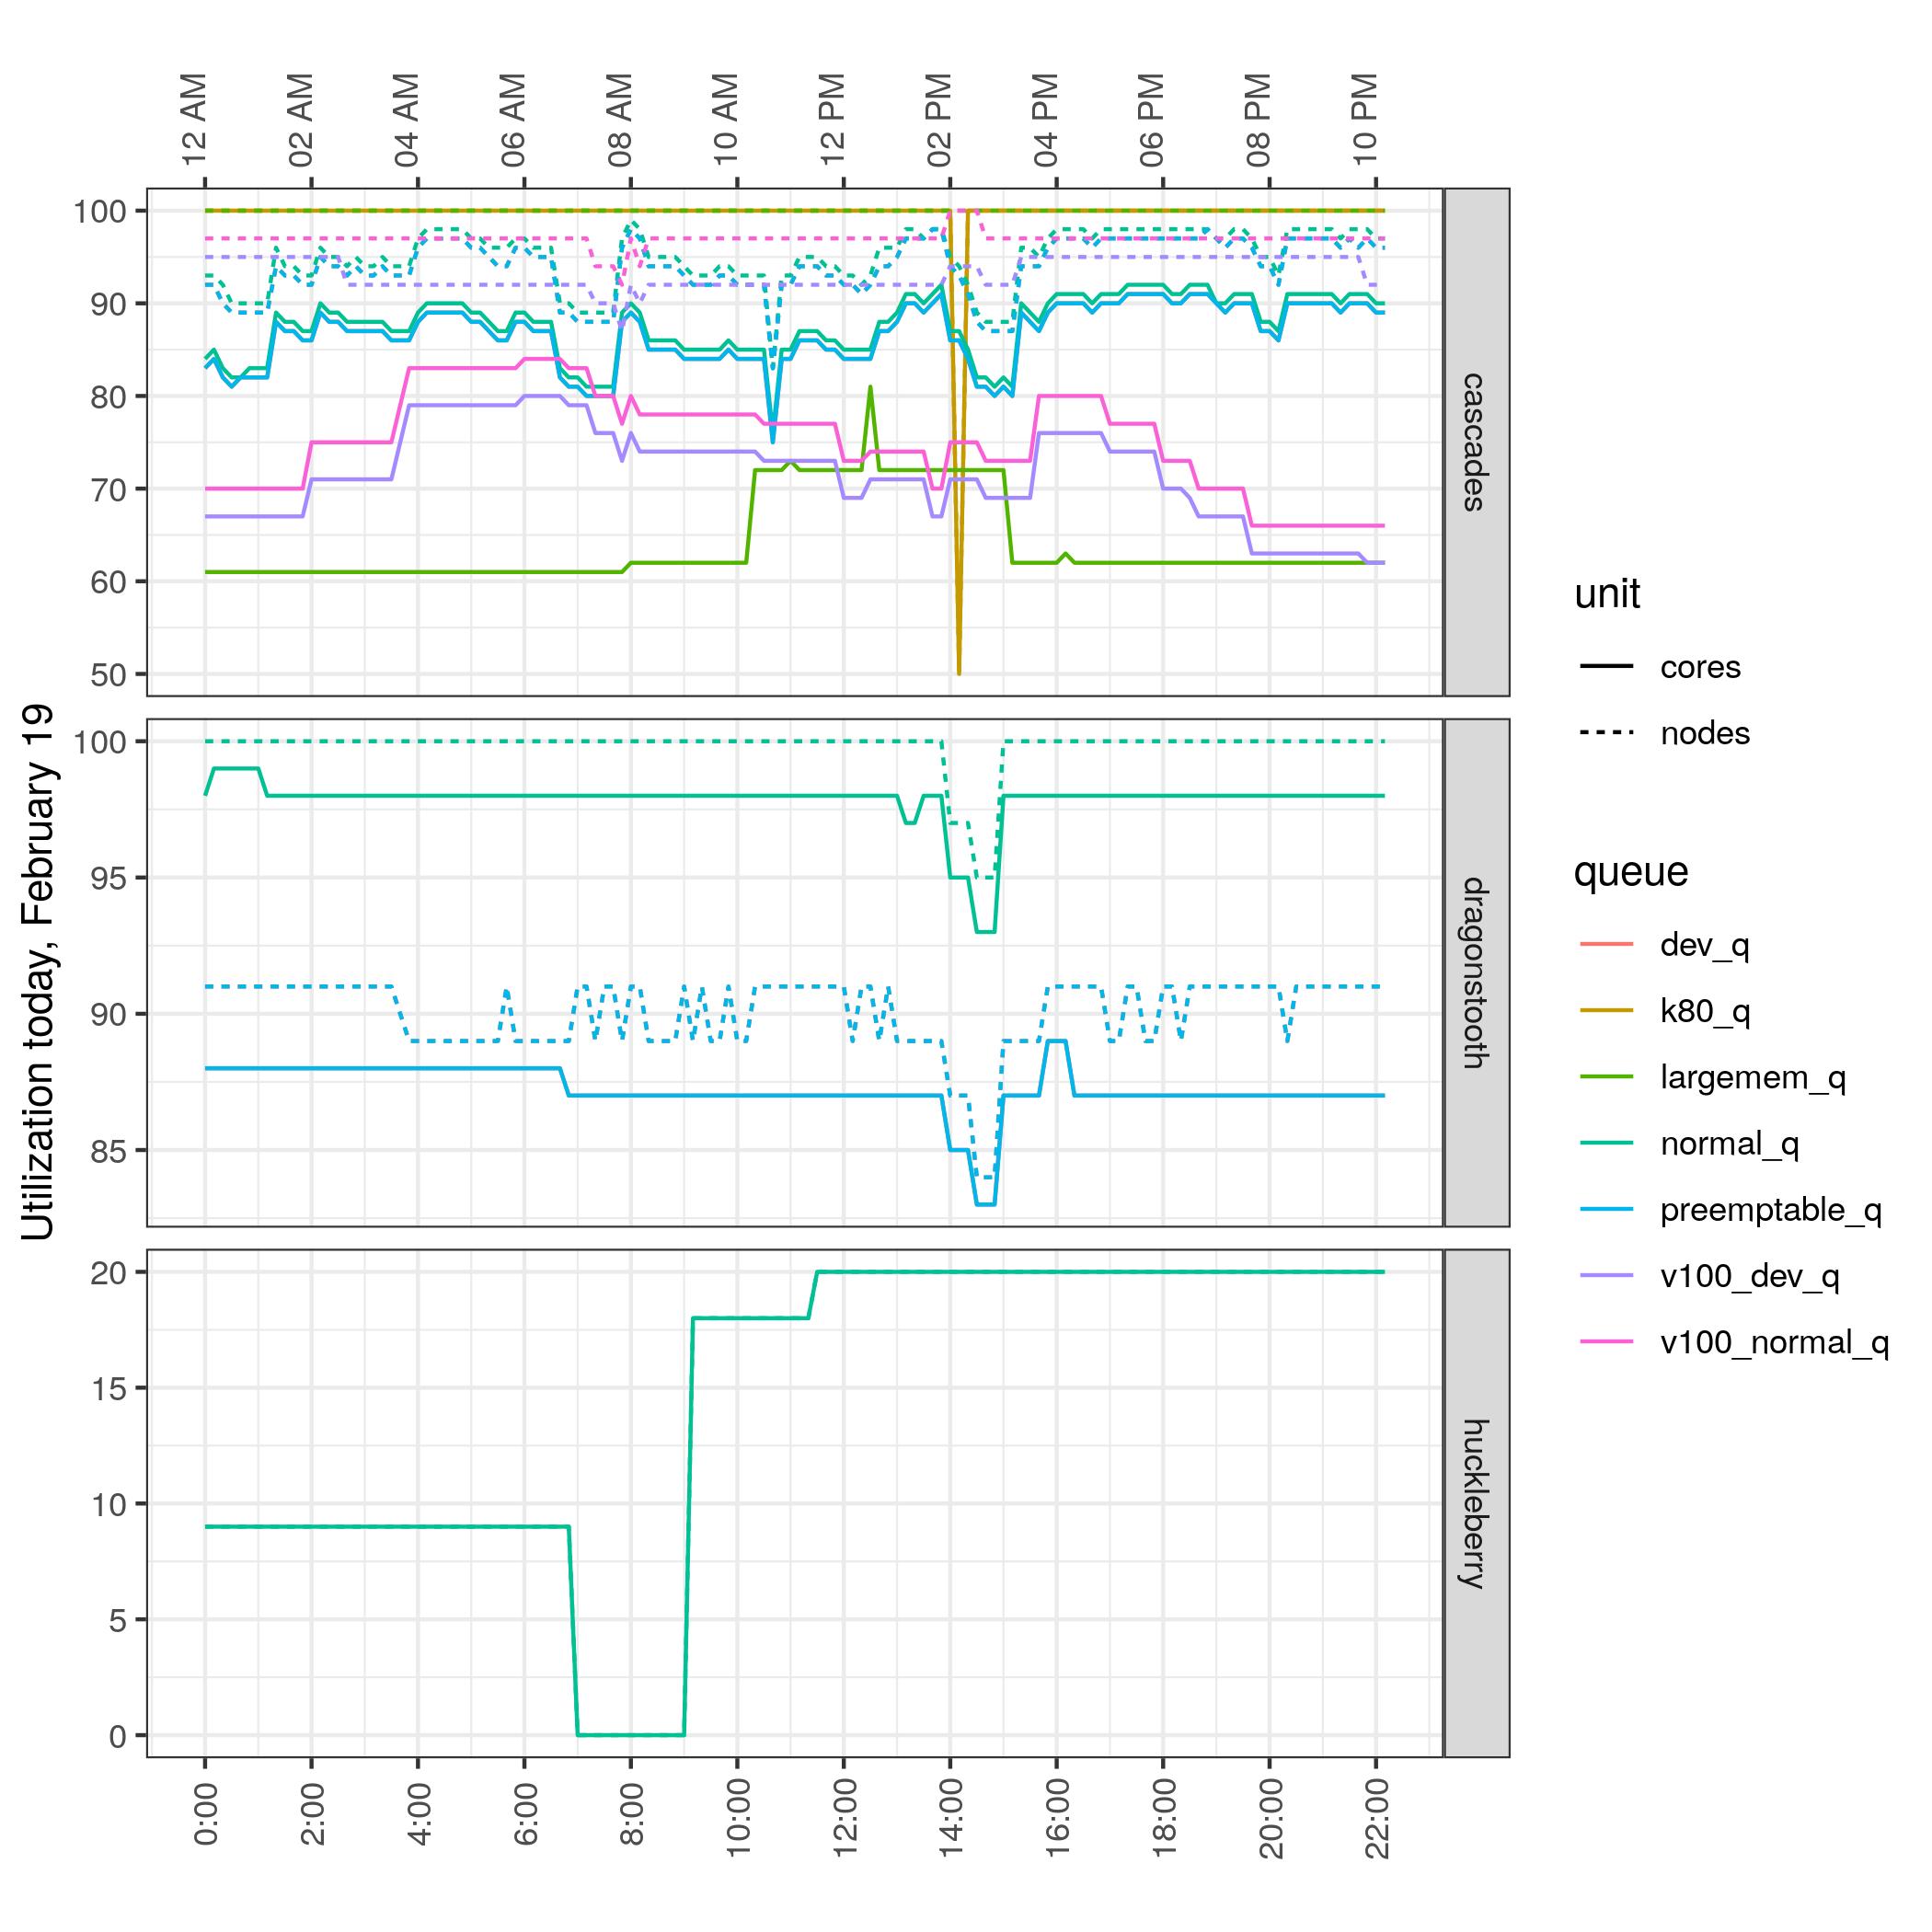 12 AM
02 AM
04 AM
06 AM
08 AM
10 AM
12 PM
02 PM
04 PM
06 PM
08 PM
10 PM
Utilization today, February 19
100
90
80
70
60
50
cascades
100
95
90
85
dragonstooth
20
15
10
5
0
huckleberry
0:00
2:00
4:00
6:00
8:00
10:00
12:00
14:00
16:00
18:00
20:00
22:00
unit
cores
nodes
queue
dev_q
k80_q
largemem_q
normal_q
preemptable_q
v100_dev_q
v100_normal_q